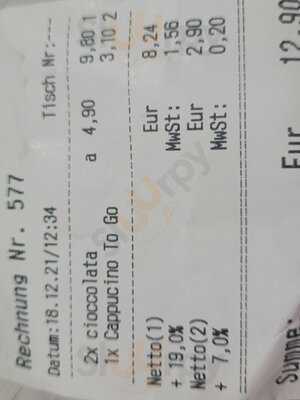 Rechnung Nr. 577
Datum:18.12.21/12:34 Tisch Nr:---
2x cioccolata a 4,90 9,80 1
1x Cappucino To Go 3,10 2
Netto(1) Eur 8,24
+ 19,0% MwSt: 1,56
Netto(2) Eur 2,90
+ 7,0% MwSt: 0,20
Summe: Eur 12.90